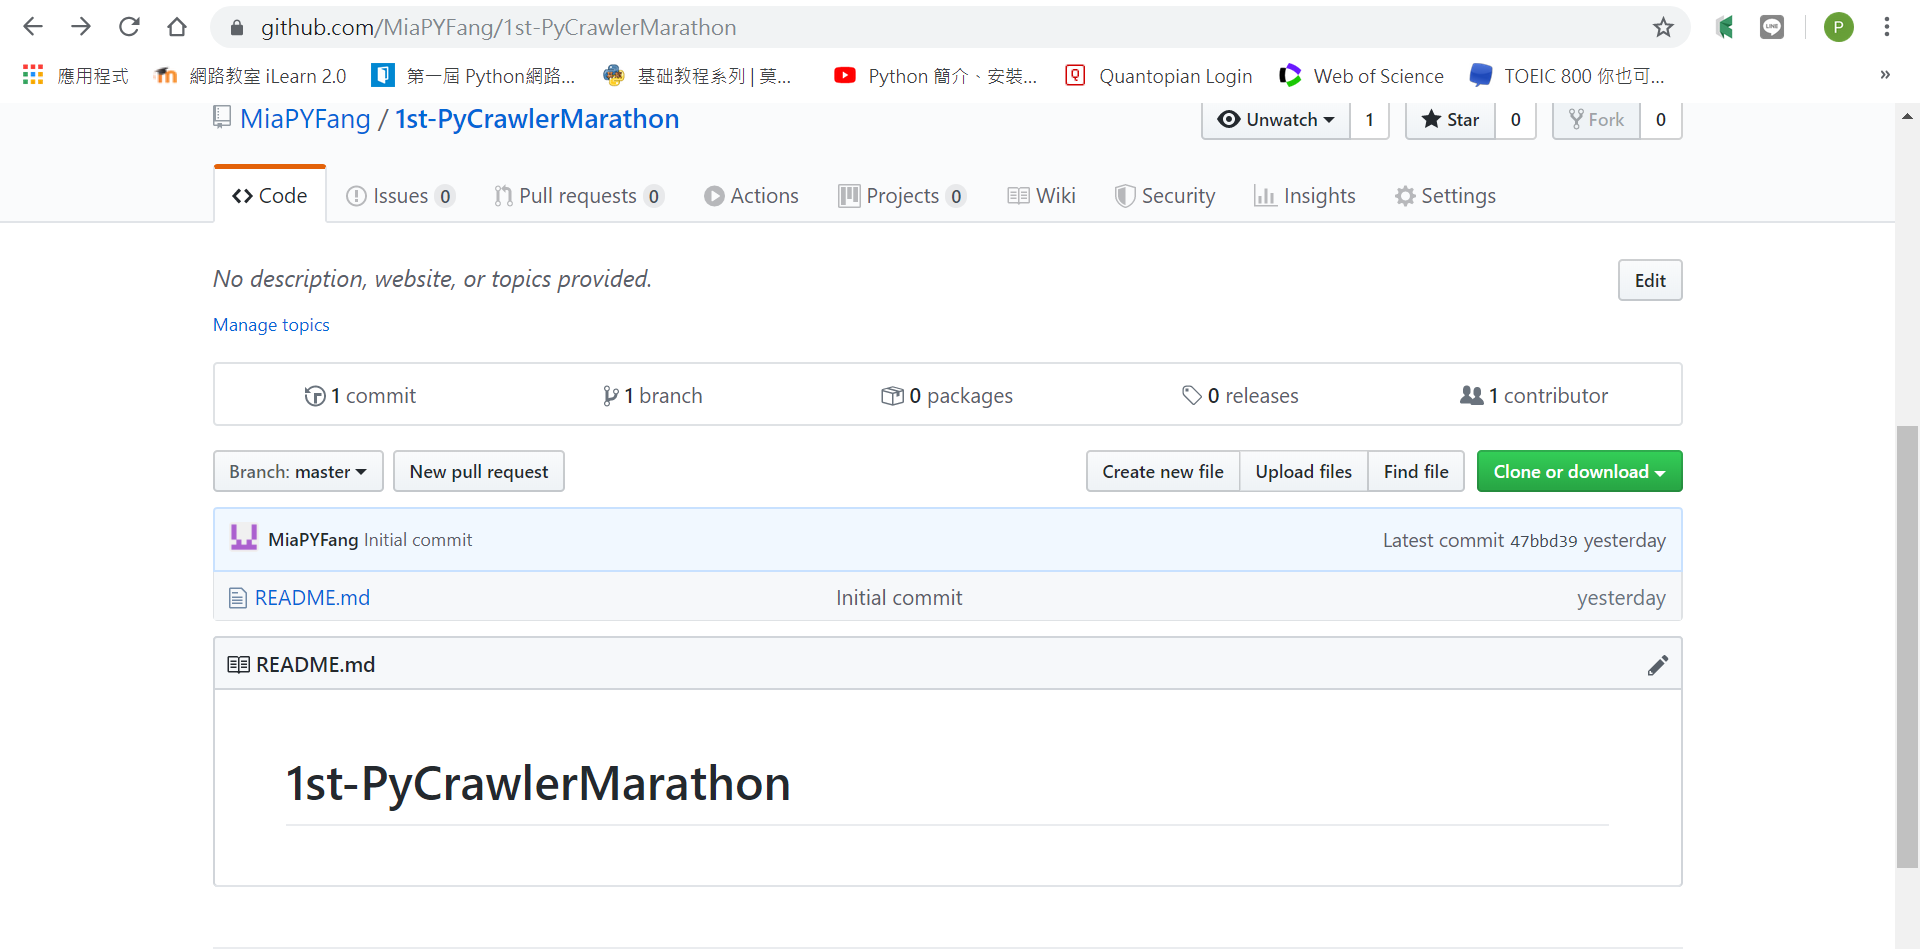 github.com/MiaPYFang/1st-PyCrawlerMarathon
P
應用程式 網路教室 iLearn 2.0 第一屆 Python網路... 基础教程系列 | 莫... Python 簡介、安裝... Quantopian Login Web of Science TOEIC 800 你也可... »
MiaPYFang / 1st-PyCrawlerMarathon Unwatch 1 Star 0 Fork 0
Code Issues 0 Pull requests 0 Actions Projects 0 Wiki Security Insights Settings
No description, website, or topics provided. Edit
Manage topics
1 commit 1 branch 0 packages 0 releases 1 contributor
Branch: master New pull request Create new file Upload files Find file Clone or download
MiaPYFang Initial commit Latest commit 47bbd39 yesterday
README.md Initial commit yesterday
README.md
1st-PyCrawlerMarathon